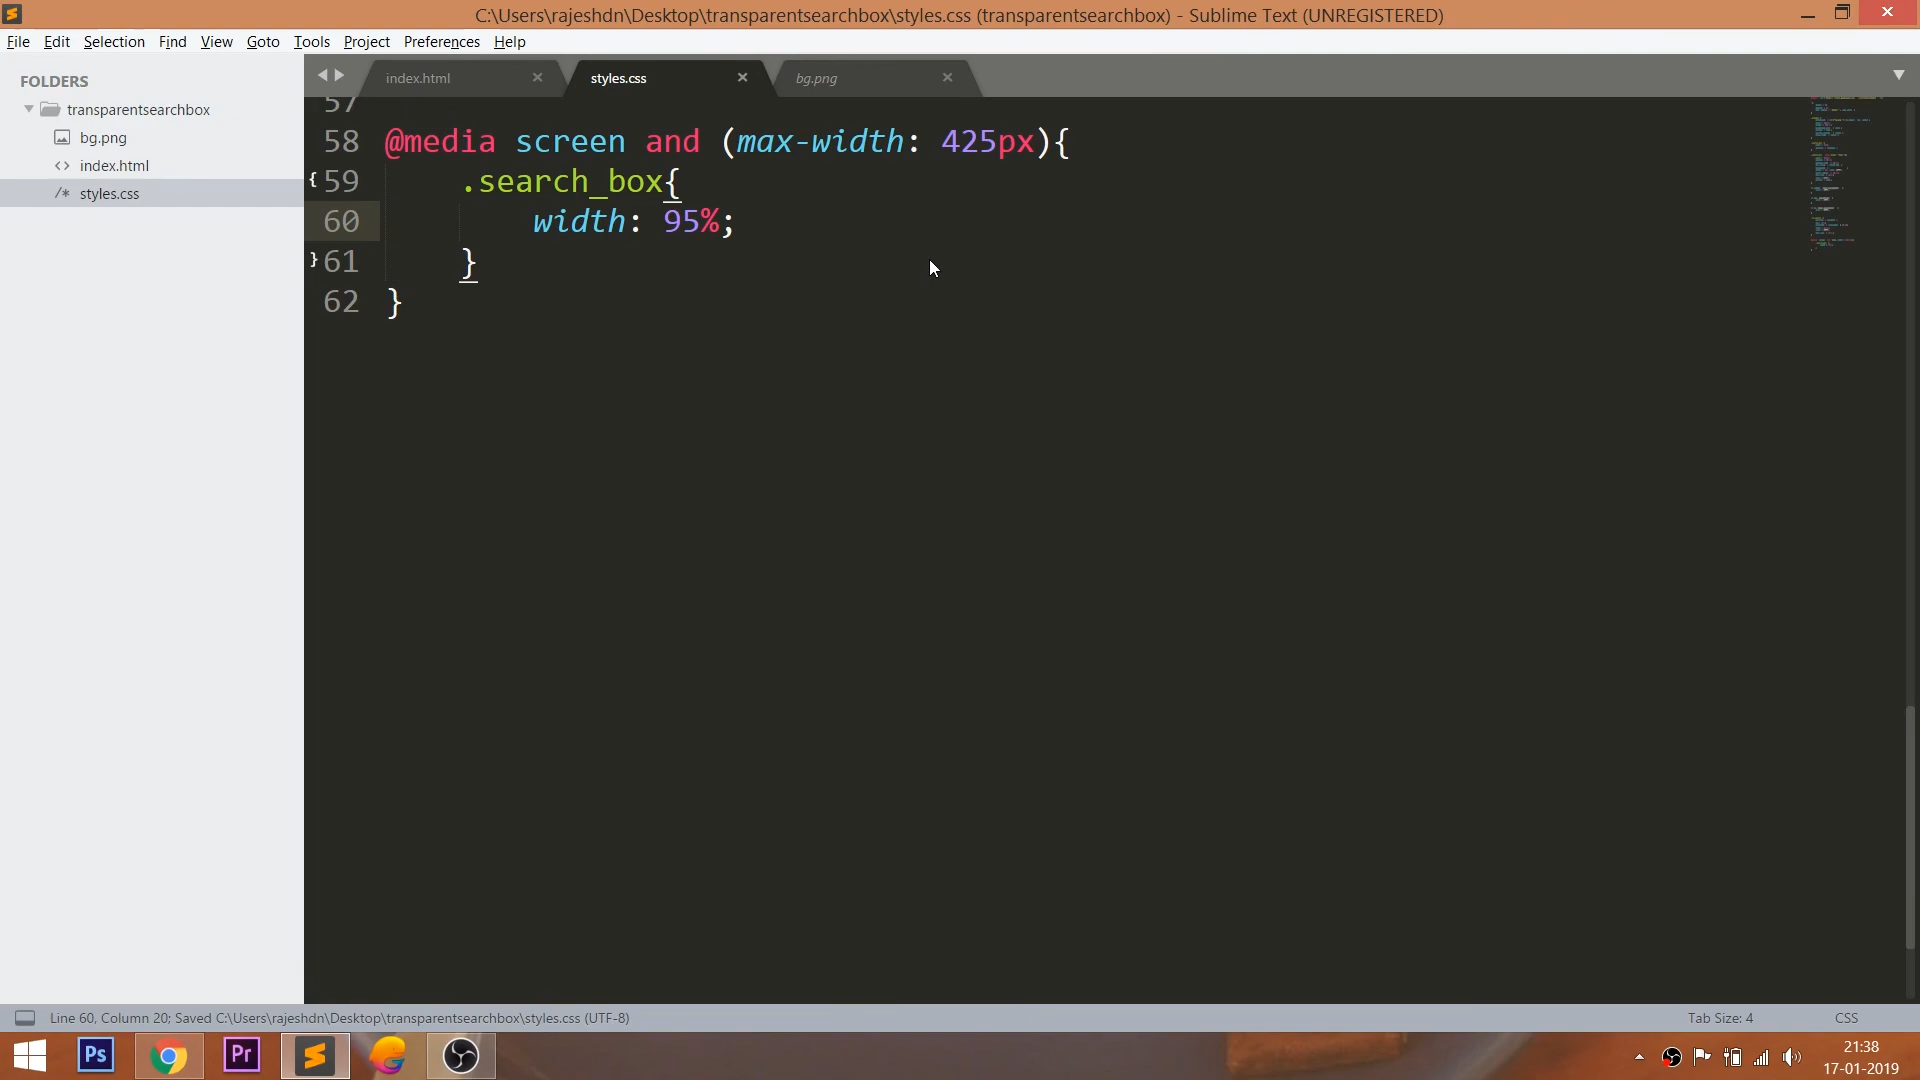 C:\Users\rajeshdn\Desktop\transparentsearchbox\styles.css (transparentsearchbox) - Sublime Text (UNREGISTERED)
File Edit Selection Find View Goto Tools Project Preferences Help
FOLDERS
transparentsearchbox
bg.png
index.html
styles.css
index.html
styles.css
bg.png
57
58 @media screen and (max-width: 425px){
59 .search_box{
60 width: 95%;
61 }
62 }
Line 60, Column 20; Saved C:\Users\rajeshdn\Desktop\transparentsearchbox\styles.css (UTF-8)
Tab Size: 4
CSS
Ps
Pr
21:38
17-01-2019